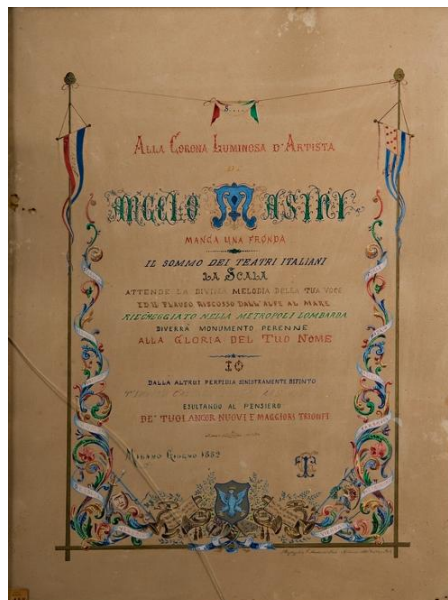 ALLA CORONA LUMINOSA D'ARTISTA
DI
ANGELO MASINI
MANCA UNA FRONDA
IL SOMMO DEI TEATRI ITALIANI
LA SCALA
ATTENDE LA DIVINA MELODIA DELLA TUA VOCE
ED IL PLAUSO RISCOSSO DALL'ALPE AL MARE
RIECHEGGIATO NELLA METROPOLI LOMBARDA
DIVERRÀ MONUMENTO PERENNE
ALLA GLORIA DEL TUO NOME
IO
DALLA ALTRUI PERFIDIA SINISTRAMENTE DIPINTO
ESULTANDO AL PENSIERO
DE' TUOI ANCOR NUOVI E MAGGIORI TRIONFI
MILANO GIUGNO 1882